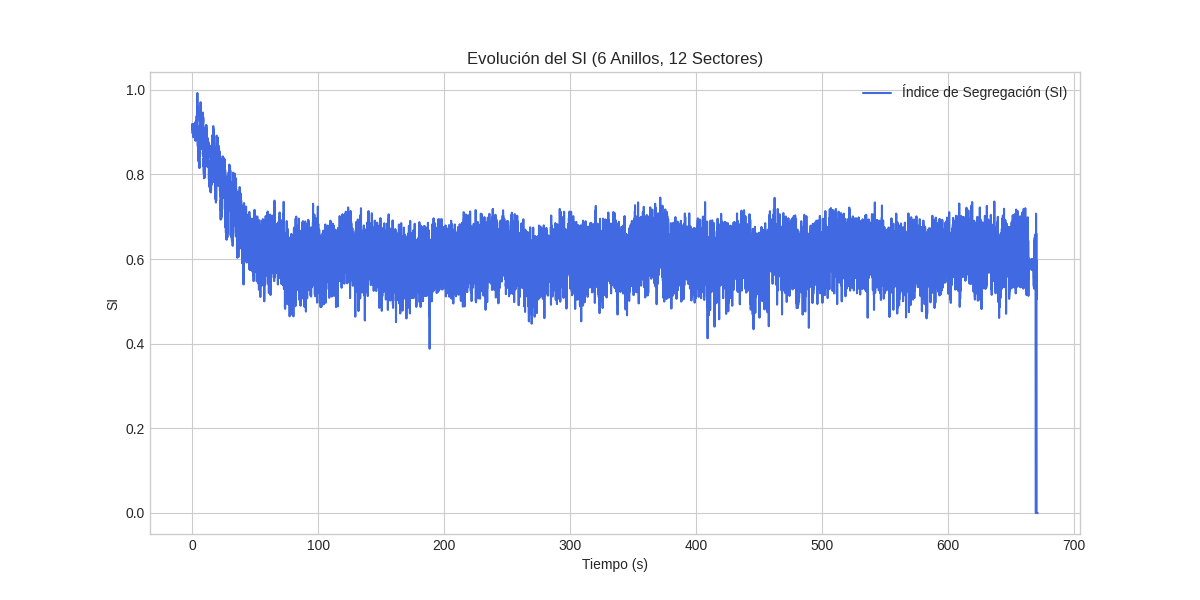 Evolución del SI (6 Anillos, 12 Sectores)
Índice de Segregación (SI)
1.0
0.8
0.6
0.4
0.2
0.0
SI
0 100 200 300 400 500 600 700
Tiempo (s)